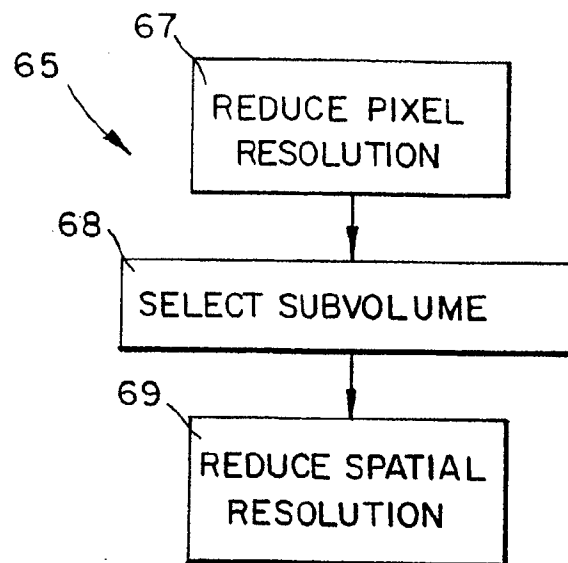 67
65
REDUCE PIXEL
RESOLUTION
68
SELECT SUBVOLUME
69
REDUCE SPATIAL
RESOLUTION